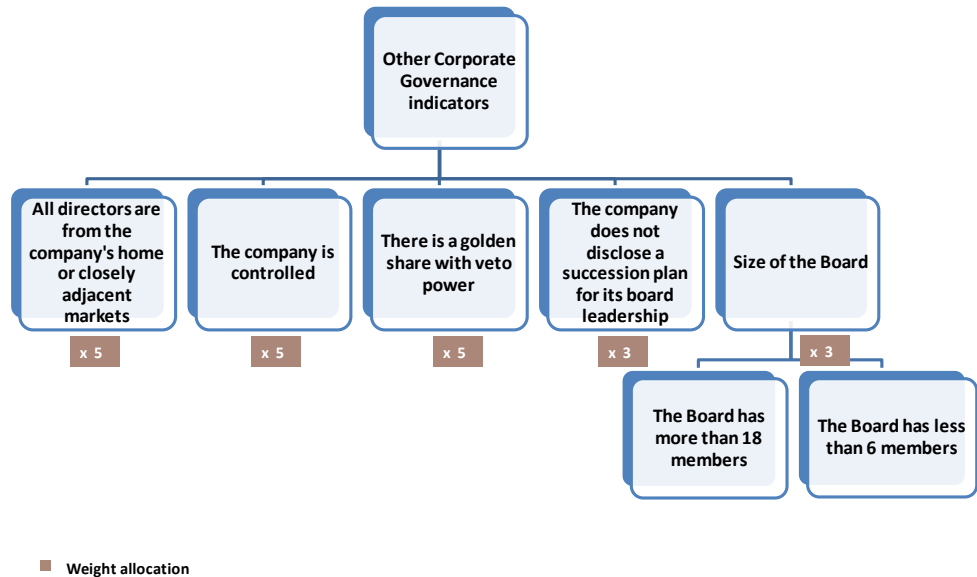 Other Corporate
Governance
indicators
All directors are
from the
company's home
or closely
adjacent
markets
The company is
controlled
There is a golden
share with veto
power
The company
does not
disclose a
succession plan
for its board
leadership
Size of the Board
x 5
x 5
x 5
x 3
x 3
The Board has
more than 18
members
The Board has less
than 6 members
Weight allocation